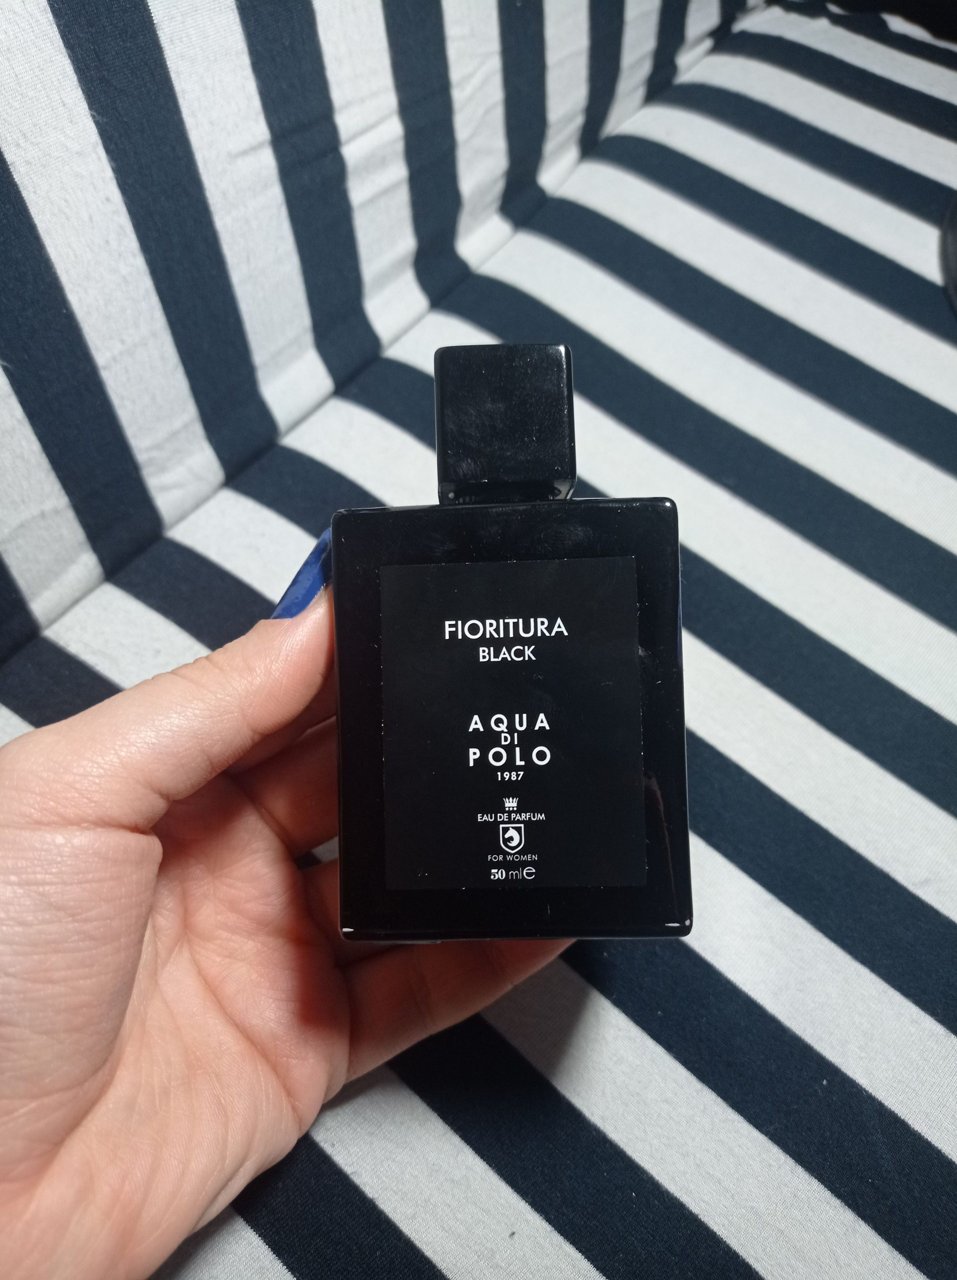 FIORITURA
BLACK
AQUA
DI
POLO
1987
EAU DE PARFUM
FOR WOMEN
50 ml e